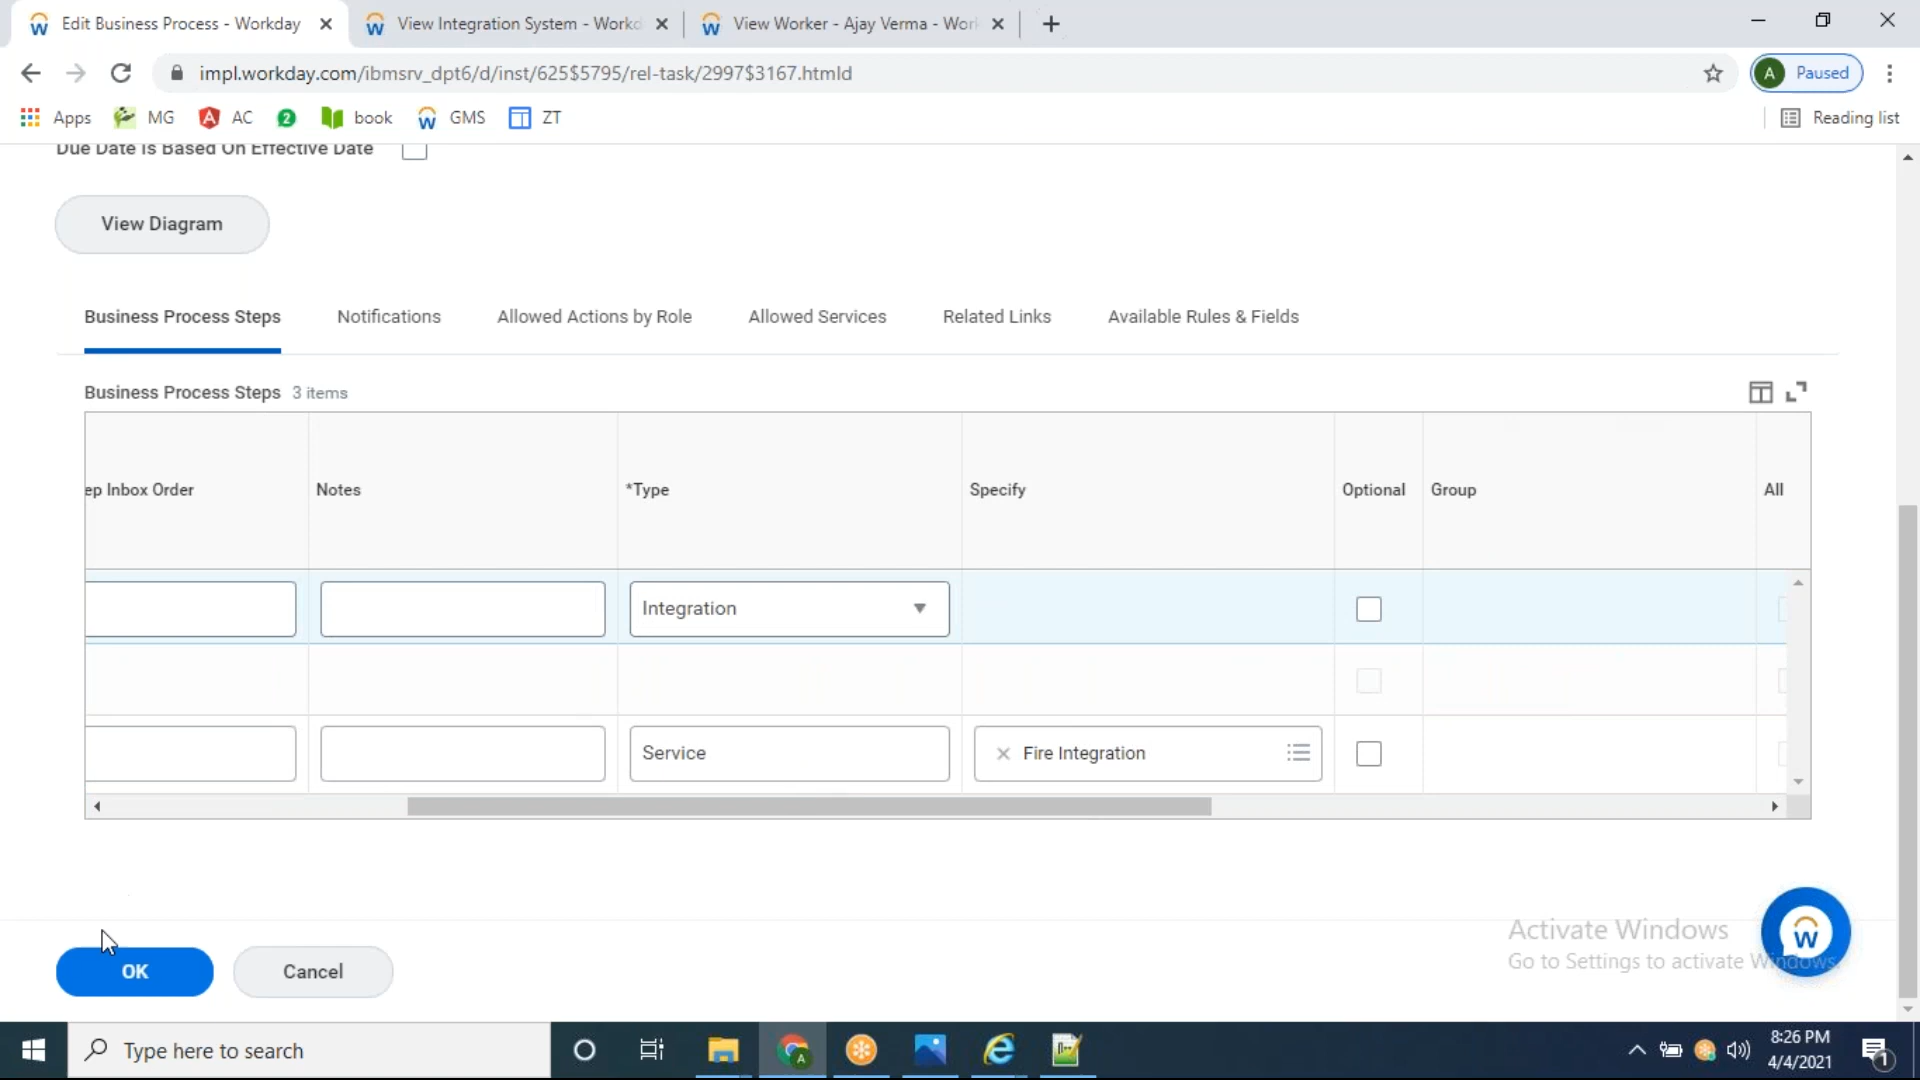 Edit Business Process - Workday
View Integration System - Workd
View Worker - Ajay Verma - Wor
impl.workday.com/ibmsrv_dpt6/d/inst/625$5795/rel-task/2997$3167.htmld
A Paused
Apps MG AC 2 book GMS ZT Reading list
Due Date Is Based On Effective Date
View Diagram
Business Process Steps Notifications Allowed Actions by Role Allowed Services Related Links Available Rules & Fields
Business Process Steps 3 items
ep Inbox Order Notes *Type Specify Optional Group All
Integration
Service Fire Integration
Activate Windows
Go to Settings to activate Windows.
OK Cancel
Type here to search
8:26 PM
4/4/2021
1